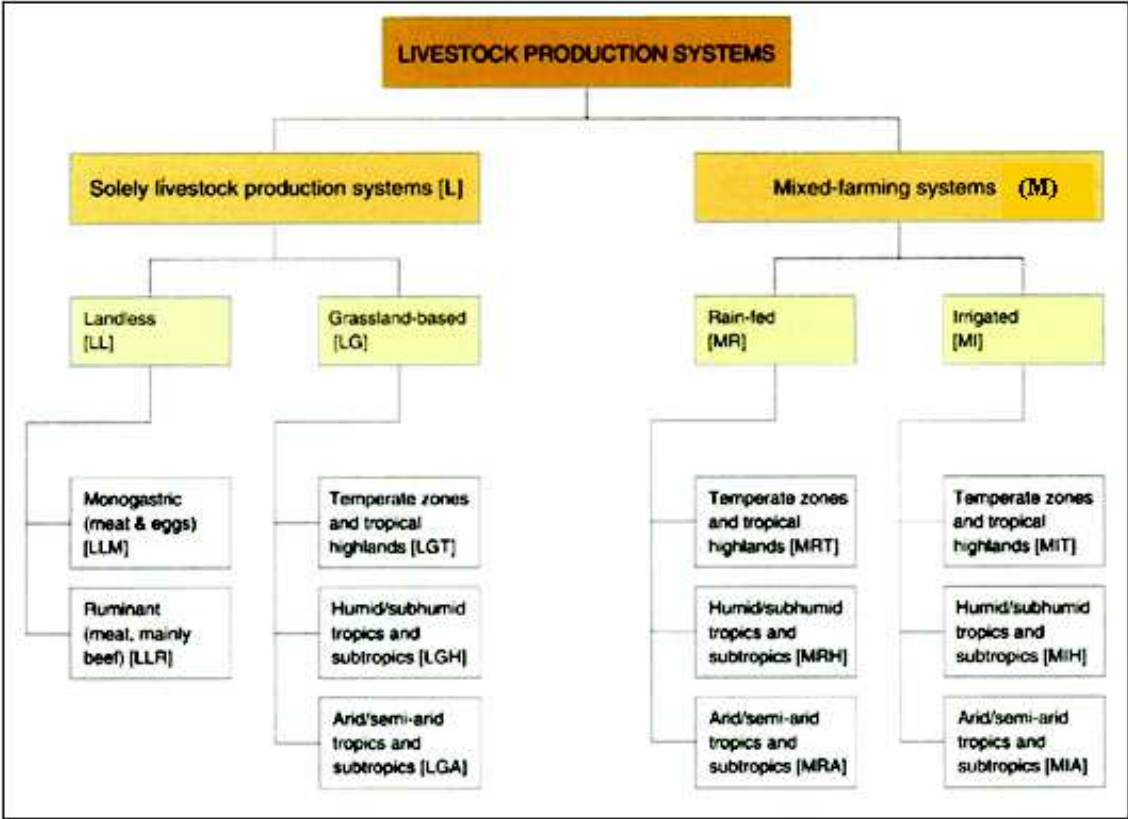 LIVESTOCK PRODUCTION SYSTEMS
Solely livestock production systems [L]
Mixed-farming systems (M)
Landless
[LL]
Grassland-based
[LG]
Rain-fed
[MR]
Irrigated
[MI]
Monogastric
(meat & eggs)
[LLM]
Ruminant
(meat, mainly
beef) [LLR]
Temperate zones
and tropical
highlands [LGT]
Humid/subhumid
tropics and
subtropics [LGH]
Arid/semi-arid
tropics and
subtropics [LGA]
Temperate zones
and tropical
highlands [MRT]
Humid/subhumid
tropics and
subtropics [MRH]
Arid/semi-arid
tropics and
subtropics [MRA]
Temperate zones
and tropical
highlands [MIT]
Humid/subhumid
tropics and
subtropics [MIH]
Arid/semi-arid
tropics and
subtropics [MIA]